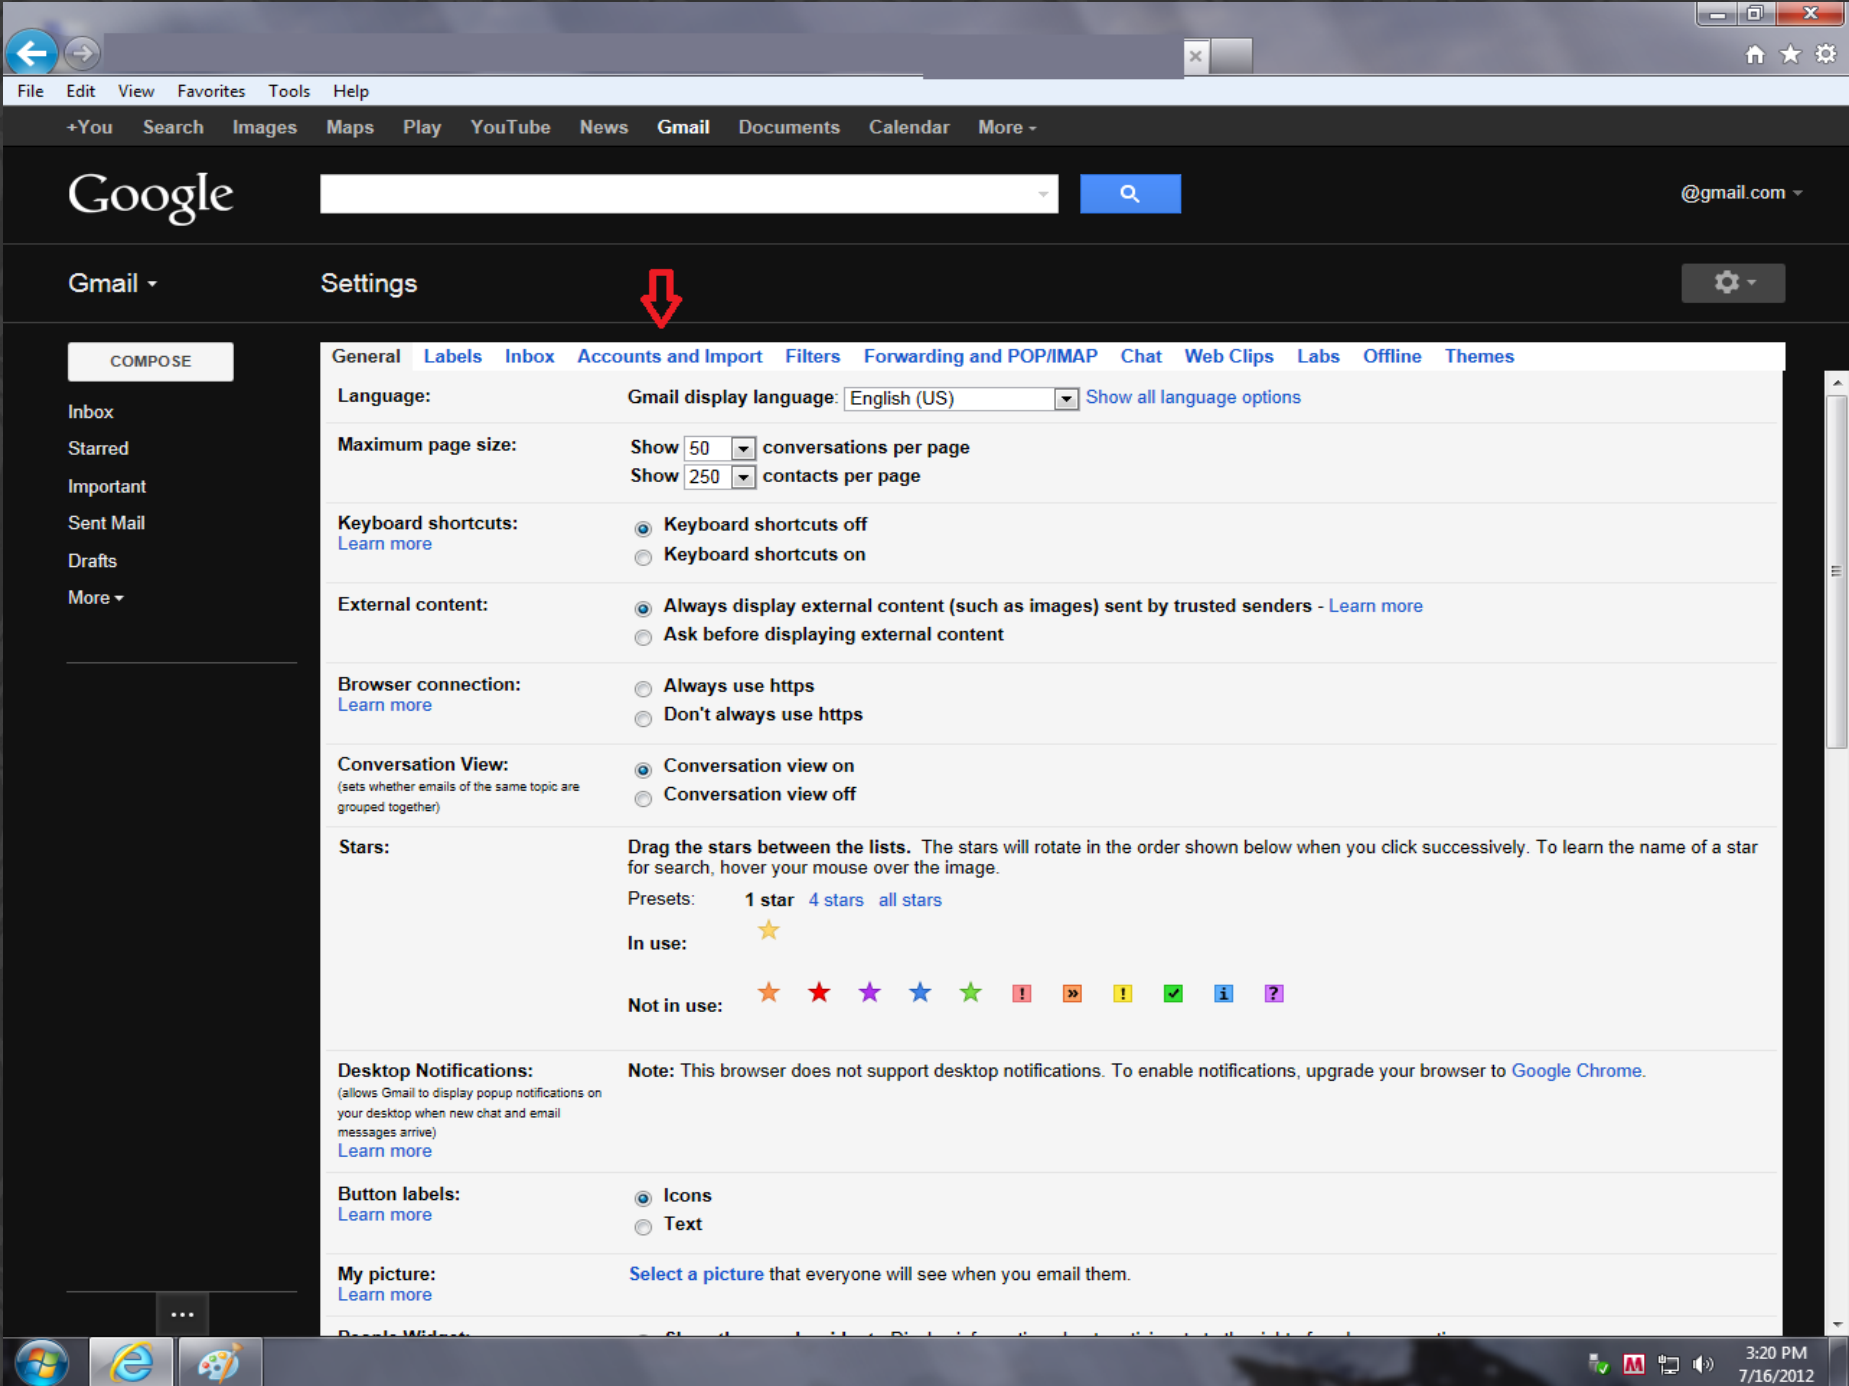 File Edit View Favorites Tools Help
+You Search Images Maps Play YouTube News Gmail Documents Calendar More
Google
@gmail.com
Gmail
Settings
COMPOSE
Inbox
Starred
Important
Sent Mail
Drafts
More
General Labels Inbox Accounts and Import Filters Forwarding and POP/IMAP Chat Web Clips Labs Offline Themes
Language: Gmail display language: English (US) Show all language options
Maximum page size: Show 50 conversations per page
Show 250 contacts per page
Keyboard shortcuts: Keyboard shortcuts off
Learn more Keyboard shortcuts on
External content: Always display external content (such as images) sent by trusted senders - Learn more
Ask before displaying external content
Browser connection: Always use https
Learn more Don't always use https
Conversation View: Conversation view on
(sets whether emails of the same topic are
grouped together) Conversation view off
Stars: Drag the stars between the lists. The stars will rotate in the order shown below when you click successively. To learn the name of a star
for search, hover your mouse over the image.
Presets: 1 star 4 stars all stars
In use:
Not in use: ! » ! i ?
Desktop Notifications: Note: This browser does not support desktop notifications. To enable notifications, upgrade your browser to Google Chrome.
(allows Gmail to display popup notifications on
your desktop when new chat and email
messages arrive)
Learn more
Button labels: Icons
Learn more Text
My picture: Select a picture that everyone will see when you email them.
Learn more
...
3:20 PM
7/16/2012